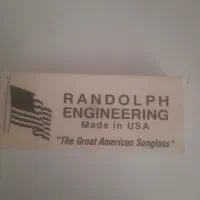 RANDOLPH
ENGINEERING
Made in USA
"The Great American Sunglass"